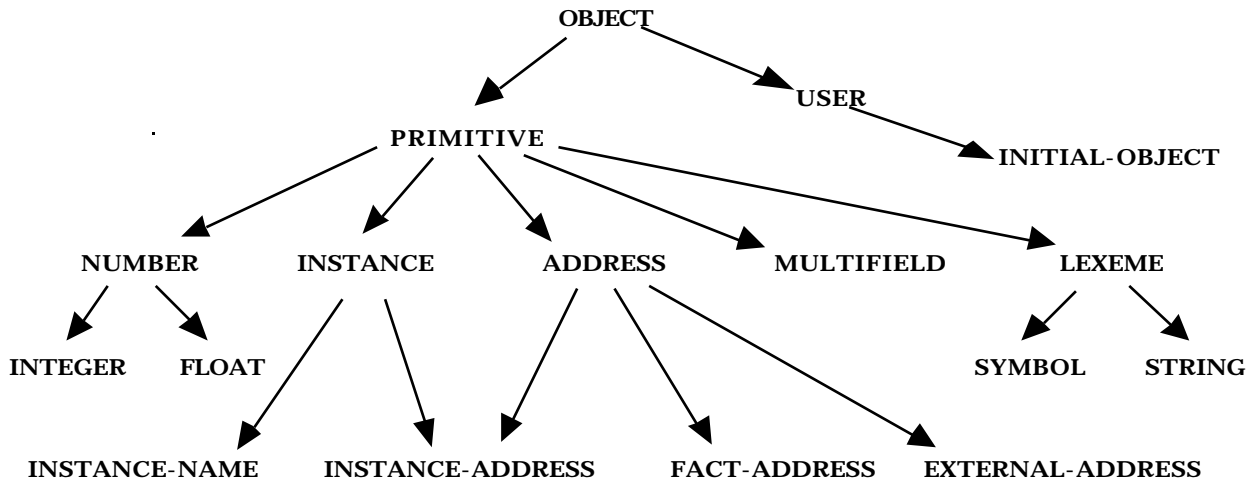 OBJECT
USER
PRIMITIVE
INITIAL-OBJECT
NUMBER INSTANCE ADDRESS MULTIFIELD LEXEME
INTEGER FLOAT SYMBOL STRING
INSTANCE-NAME INSTANCE-ADDRESS FACT-ADDRESS EXTERNAL-ADDRESS